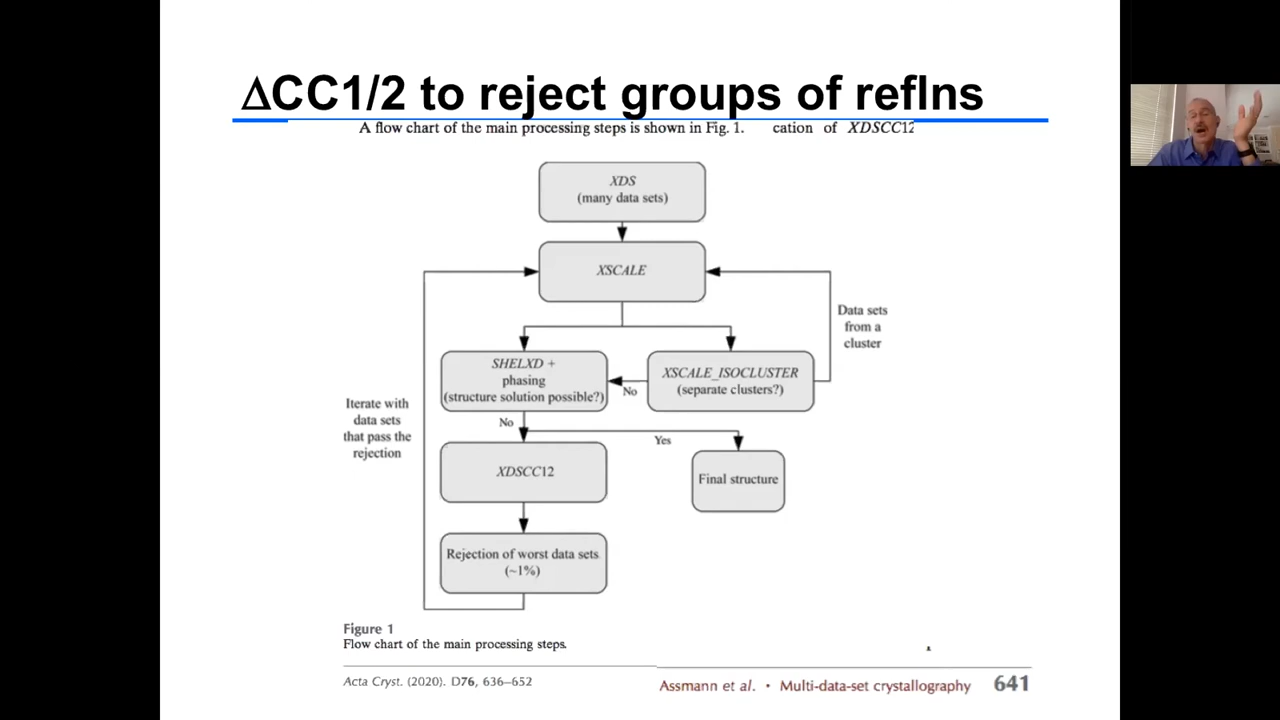 ΔCC1/2 to reject groups of reflns
A flow chart of the main processing steps is shown in Fig. 1. cation of XDSCC12
XDS
(many data sets)
XSCALE
Data sets
from a
cluster
SHELXD +
phasing
(structure solution possible?)
No
XSCALE_ISOCLUSTER
(separate clusters?)
Iterate with
data sets
that pass the
rejection
No
Yes
XDSCC12
Final structure
Rejection of worst data sets
(~1%)
Figure 1
Flow chart of the main processing steps.
Acta Cryst. (2020). D76, 636–652
Assmann et al. • Multi-data-set crystallography 641